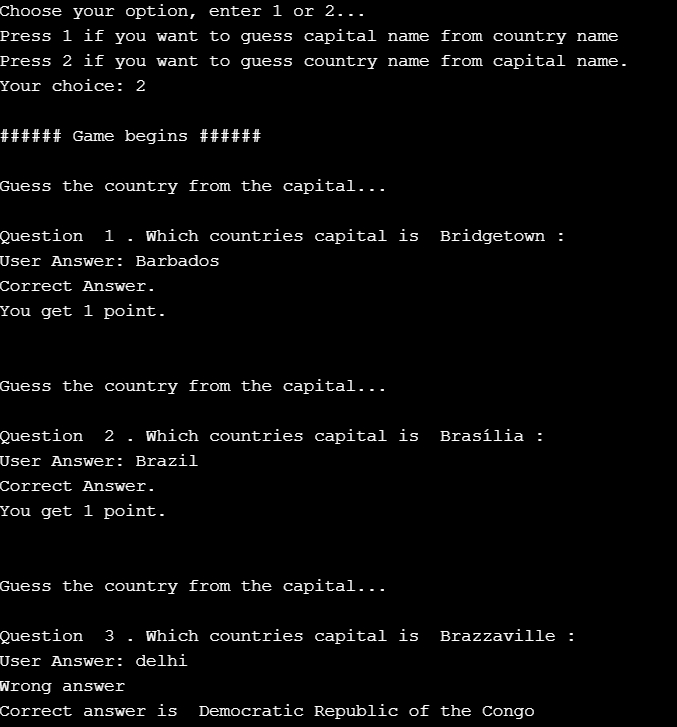 Choose your option, enter 1 or 2...
Press 1 if you want to guess capital name from country name
Press 2 if you want to guess country name from capital name.
Your choice: 2
###### Game begins ######
Guess the country from the capital...
Question  1 . Which countries capital is  Bridgetown :
User Answer: Barbados
Correct Answer.
You get 1 point.
Guess the country from the capital...
Question  2 . Which countries capital is  Brasília :
User Answer: Brazil
Correct Answer.
You get 1 point.
Guess the country from the capital...
Question  3 . Which countries capital is  Brazzaville :
User Answer: delhi
Wrong answer
Correct answer is  Democratic Republic of the Congo